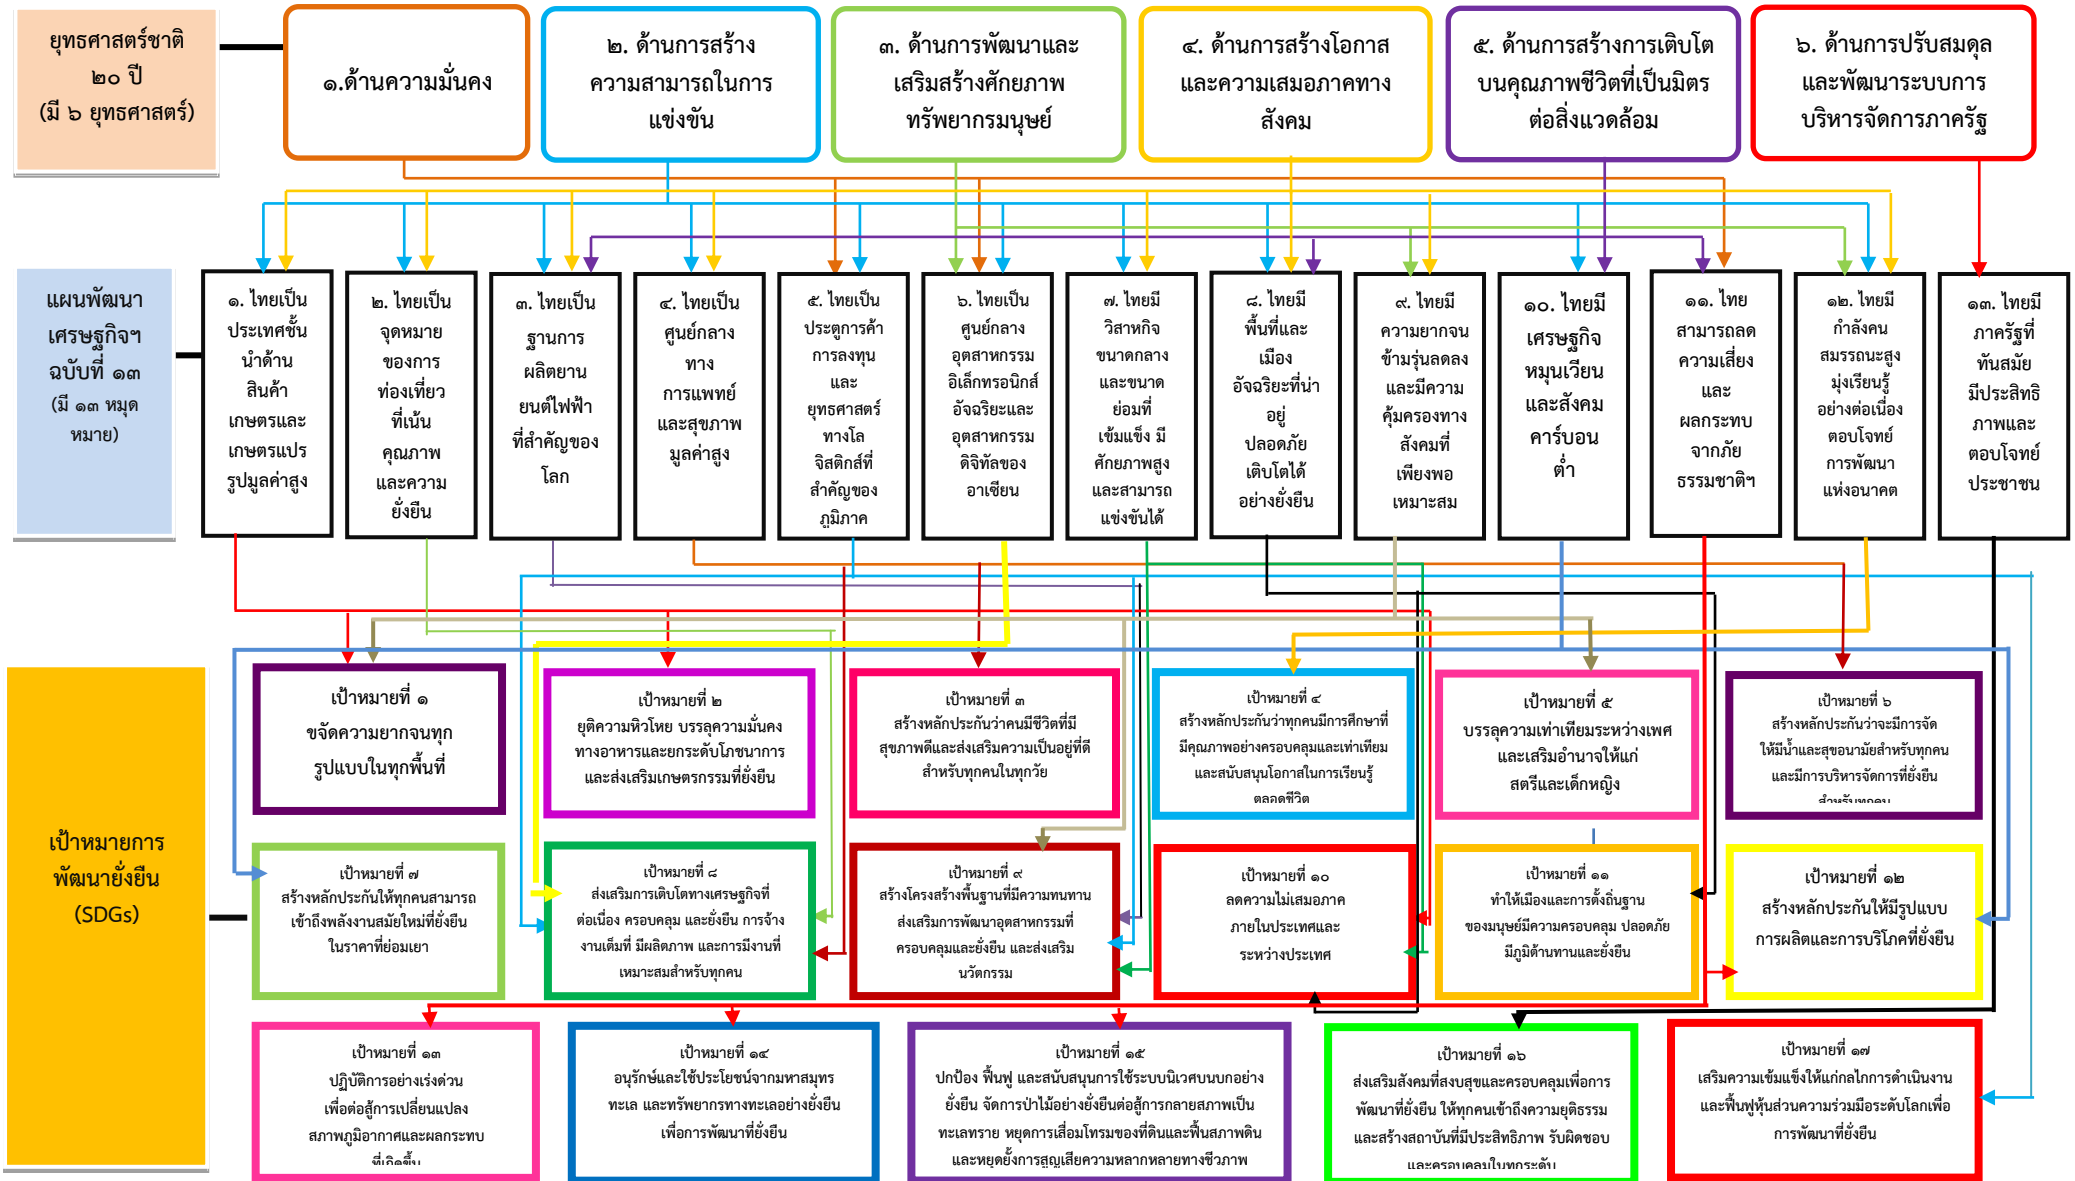 ยุทธศาสตร์ชาติ
๒๐ ปี
(มี ๖ ยุทธศาสตร์)
๑.ด้านความมั่นคง
๒. ด้านการสร้าง
ความสามารถในการ
แข่งขัน
๓. ด้านการพัฒนาและ
เสริมสร้างศักยภาพ
ทรัพยากรมนุษย์
๔. ด้านการสร้างโอกาส
และความเสมอภาคทาง
สังคม
๕. ด้านการสร้างการเติบโต
บนคุณภาพชีวิตที่เป็นมิตร
ต่อสิ่งแวดล้อม
๖. ด้านการปรับสมดุล
และพัฒนาระบบการ
บริหารจัดการภาครัฐ
แผนพัฒนา
เศรษฐกิจฯ
ฉบับที่ ๑๓
(มี ๑๓ หมุด
หมาย)
๑. ไทยเป็น
ประเทศชั้น
นำด้าน
สินค้า
เกษตรและ
เกษตรแปร
รูปมูลค่าสูง
๒. ไทยเป็น
จุดหมาย
ของการ
ท่องเที่ยว
ที่เน้น
คุณภาพ
และความ
ยั่งยืน
๓. ไทยเป็น
ฐานการ
ผลิตยาน
ยนต์ไฟฟ้า
ที่สำคัญของ
โลก
๔. ไทยเป็น
ศูนย์กลาง
ทาง
การแพทย์
และสุขภาพ
มูลค่าสูง
๕. ไทยเป็น
ประตูการค้า
การลงทุน
และ
ยุทธศาสตร์
ทางโล
จิสติกส์ที่
สำคัญของ
ภูมิภาค
๖. ไทยเป็น
ศูนย์กลาง
อุตสาหกรรม
อิเล็กทรอนิกส์
อัจฉริยะและ
อุตสาหกรรม
ดิจิทัลของ
อาเซียน
๗. ไทยมี
วิสาหกิจ
ขนาดกลาง
และขนาด
ย่อมที่
เข้มแข็ง มี
ศักยภาพสูง
และสามารถ
แข่งขันได้
๘. ไทยมี
พื้นที่และ
เมือง
อัจฉริยะที่น่า
อยู่
ปลอดภัย
เติบโตได้
อย่างยั่งยืน
๙. ไทยมี
ความยากจน
ข้ามรุ่นลดลง
และมีความ
คุ้มครองทาง
สังคมที่
เพียงพอ
เหมาะสม
๑๐. ไทยมี
เศรษฐกิจ
หมุนเวียน
และสังคม
คาร์บอน
ต่ำ
๑๑. ไทย
สามารถลด
ความเสี่ยง
และ
ผลกระทบ
จากภัย
ธรรมชาติฯ
๑๒. ไทยมี
กำลังคน
สมรรถนะสูง
มุ่งเรียนรู้
อย่างต่อเนื่อง
ตอบโจทย์
การพัฒนา
แห่งอนาคต
๑๓. ไทยมี
ภาครัฐที่
ทันสมัย
มีประสิทธิ
ภาพและ
ตอบโจทย์
ประชาชน
เป้าหมายการ
พัฒนายั่งยืน
(SDGs)
เป้าหมายที่ ๑
ขจัดความยากจนทุก
รูปแบบในทุกพื้นที่
เป้าหมายที่ ๒
ยุติความหิวโหย บรรลุความมั่นคง
ทางอาหารและยกระดับโภชนาการ
และส่งเสริมเกษตรกรรมที่ยั่งยืน
เป้าหมายที่ ๓
สร้างหลักประกันว่าคนมีชีวิตที่มี
สุขภาพดีและส่งเสริมความเป็นอยู่ที่ดี
สำหรับทุกคนในทุกวัย
เป้าหมายที่ ๔
สร้างหลักประกันว่าทุกคนมีการศึกษาที่
มีคุณภาพอย่างครอบคลุมและเท่าเทียม
และสนับสนุนโอกาสในการเรียนรู้
ตลอดชีวิต
เป้าหมายที่ ๕
บรรลุความเท่าเทียมระหว่างเพศ
และเสริมอำนาจให้แก่
สตรีและเด็กหญิง
เป้าหมายที่ ๖
สร้างหลักประกันว่าจะมีการจัด
ให้มีน้ำและสุขอนามัยสำหรับทุกคน
และมีการบริหารจัดการที่ยั่งยืน
สำหรับทุกคน
เป้าหมายที่ ๗
สร้างหลักประกันให้ทุกคนสามารถ
เข้าถึงพลังงานสมัยใหม่ที่ยั่งยืน
ในราคาที่ย่อมเยา
เป้าหมายที่ ๘
ส่งเสริมการเติบโตทางเศรษฐกิจที่
ต่อเนื่อง ครอบคลุม และยั่งยืน การจ้าง
งานเต็มที่ มีผลิตภาพ และการมีงานที่
เหมาะสมสำหรับทุกคน
เป้าหมายที่ ๙
สร้างโครงสร้างพื้นฐานที่มีความทนทาน
ส่งเสริมการพัฒนาอุตสาหกรรมที่
ครอบคลุมและยั่งยืน และส่งเสริม
นวัตกรรม
เป้าหมายที่ ๑๐
ลดความไม่เสมอภาค
ภายในประเทศและ
ระหว่างประเทศ
เป้าหมายที่ ๑๑
ทำให้เมืองและการตั้งถิ่นฐาน
ของมนุษย์มีความครอบคลุม ปลอดภัย
มีภูมิต้านทานและยั่งยืน
เป้าหมายที่ ๑๒
สร้างหลักประกันให้มีรูปแบบ
การผลิตและการบริโภคที่ยั่งยืน
เป้าหมายที่ ๑๓
ปฏิบัติการอย่างเร่งด่วน
เพื่อต่อสู้การเปลี่ยนแปลง
สภาพภูมิอากาศและผลกระทบ
ที่เกิดขึ้น
เป้าหมายที่ ๑๔
อนุรักษ์และใช้ประโยชน์จากมหาสมุทร
ทะเล และทรัพยากรทางทะเลอย่างยั่งยืน
เพื่อการพัฒนาที่ยั่งยืน
เป้าหมายที่ ๑๕
ปกป้อง ฟื้นฟู และสนับสนุนการใช้ระบบนิเวศบนบกอย่าง
ยั่งยืน จัดการป่าไม้อย่างยั่งยืนต่อสู้การกลายสภาพเป็น
ทะเลทราย หยุดการเสื่อมโทรมของที่ดินและฟื้นสภาพดิน
และหยุดยั้งการสูญเสียความหลากหลายทางชีวภาพ
เป้าหมายที่ ๑๖
ส่งเสริมสังคมที่สงบสุขและครอบคลุมเพื่อการ
พัฒนาที่ยั่งยืน ให้ทุกคนเข้าถึงความยุติธรรม
และสร้างสถาบันที่มีประสิทธิภาพ รับผิดชอบ
และครอบคลุมในทุกระดับ
เป้าหมายที่ ๑๗
เสริมความเข้มแข็งให้แก่กลไกการดำเนินงาน
และฟื้นฟูหุ้นส่วนความร่วมมือระดับโลกเพื่อ
การพัฒนาที่ยั่งยืน